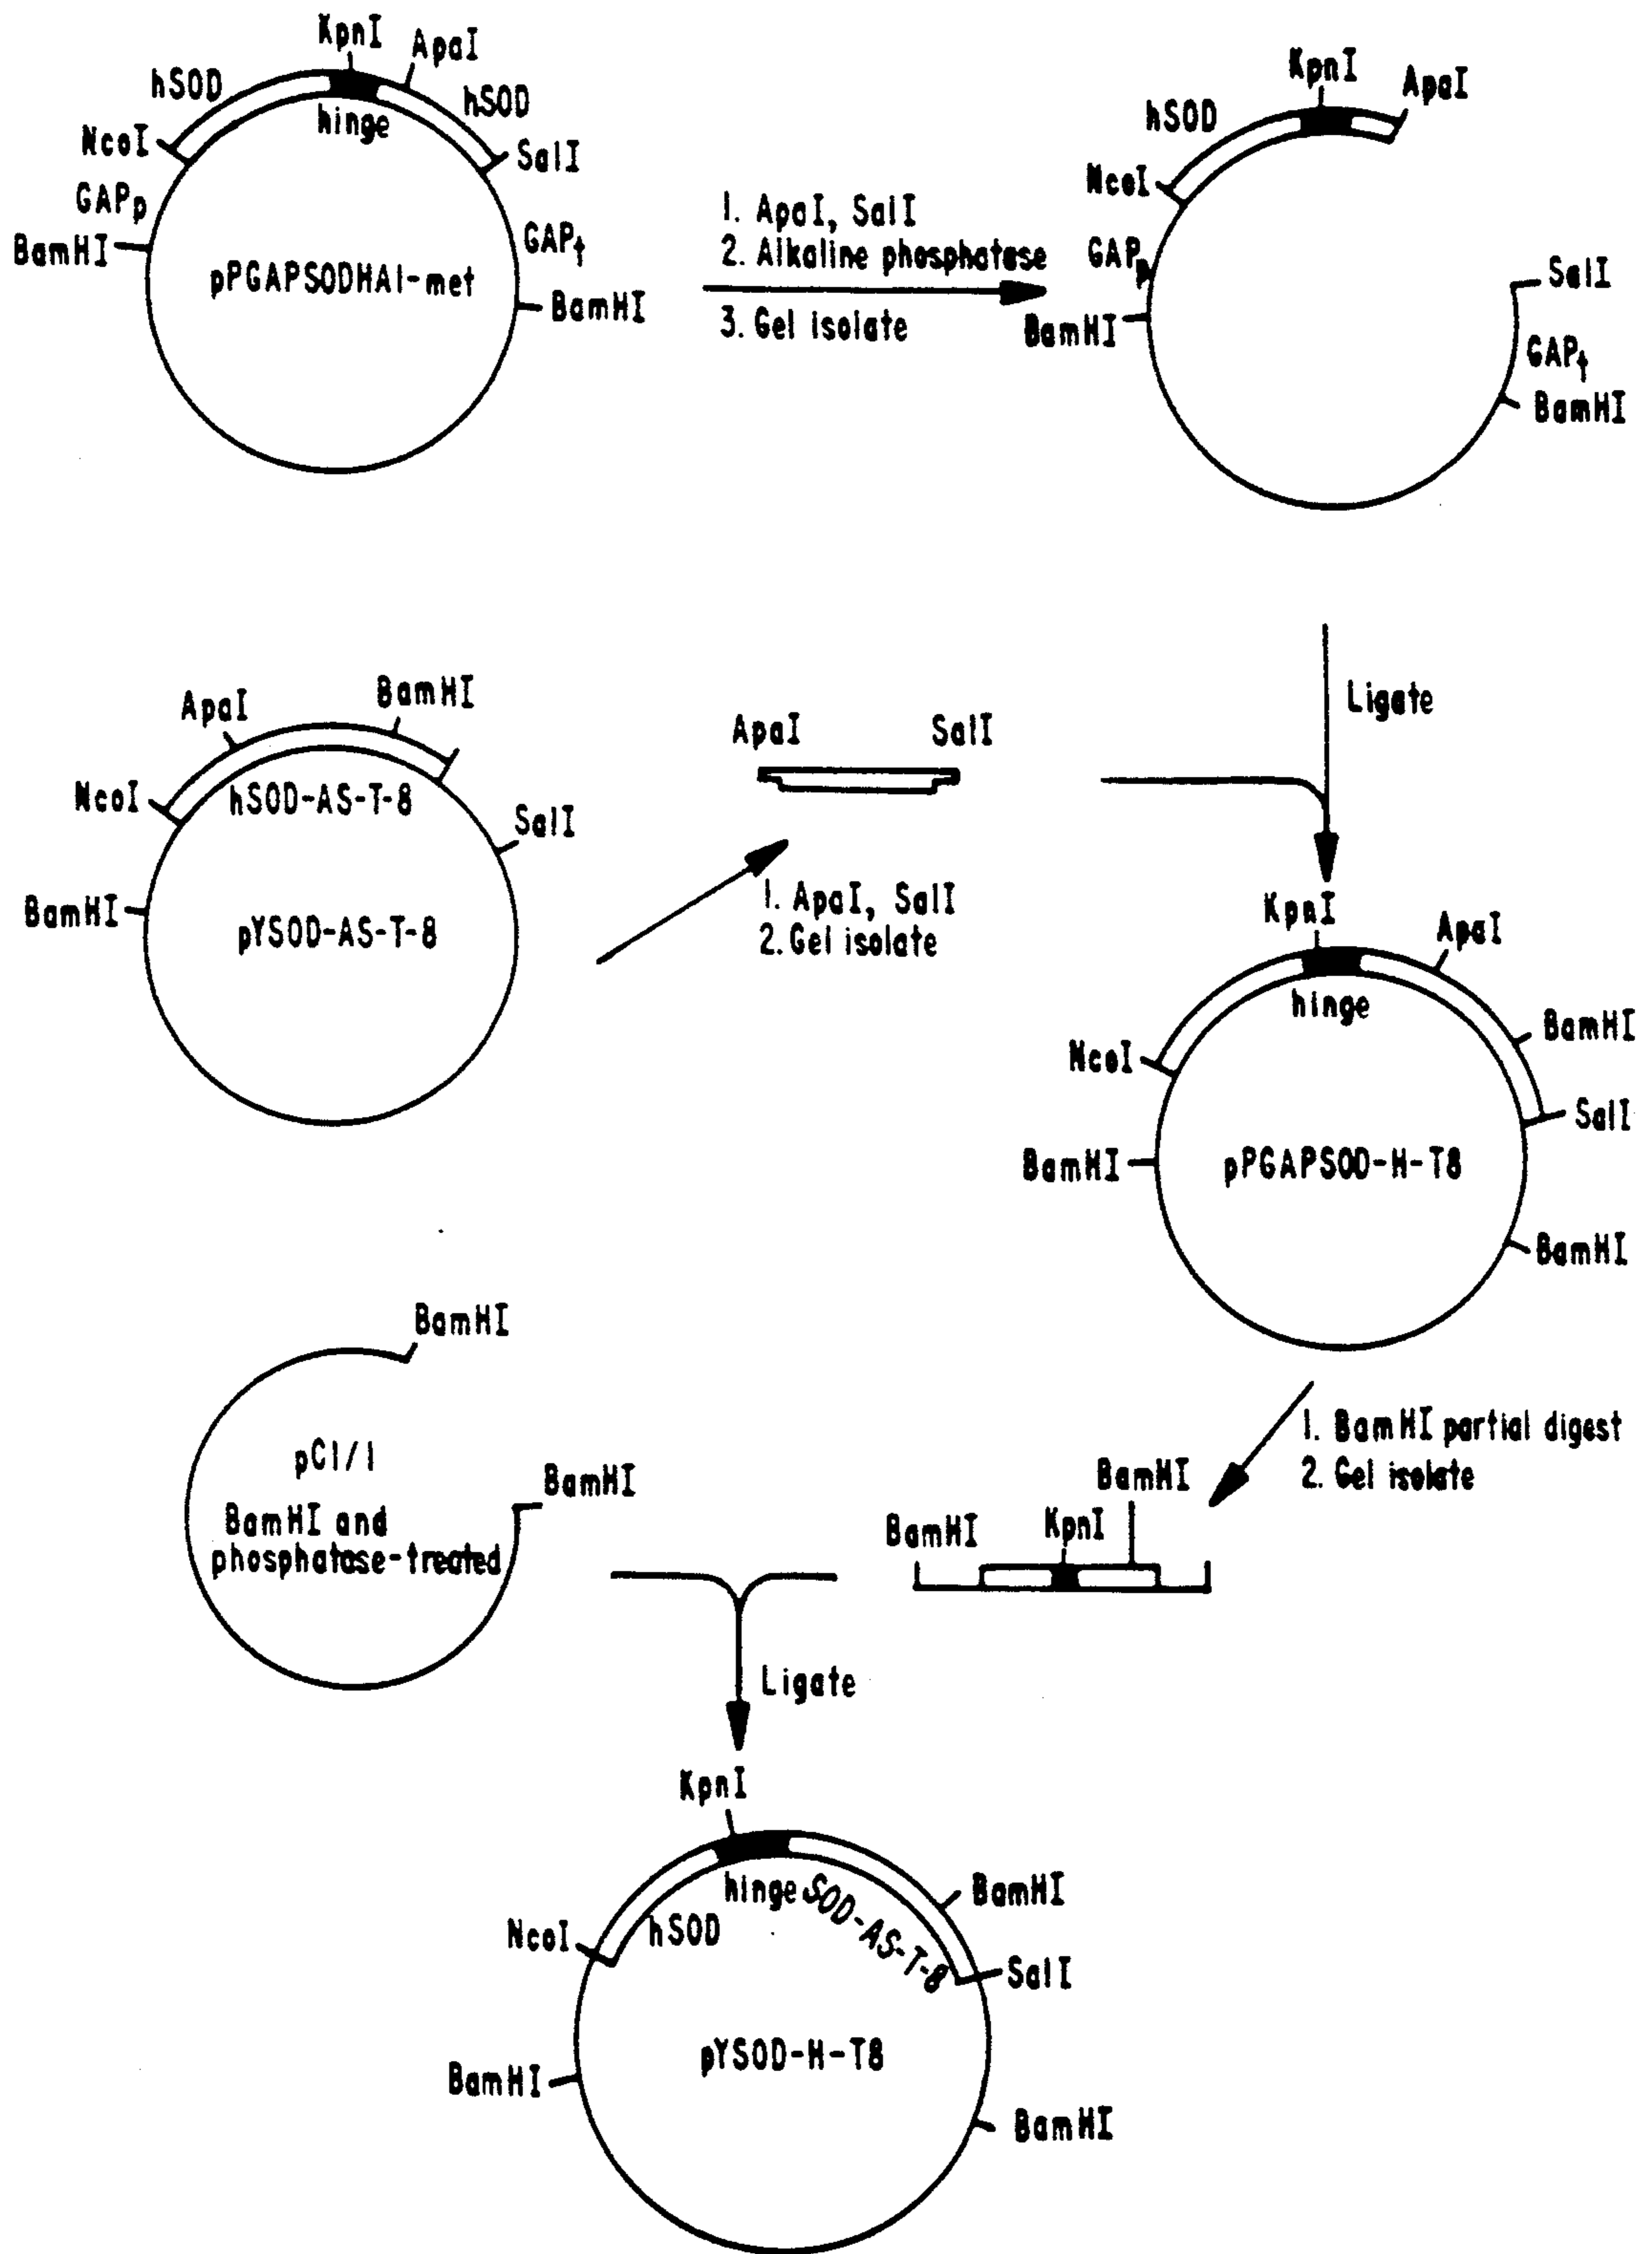 KpnI
ApaI
hSOD
hSOD
hinge
NcoI
SalI
GAPp
GAPt
BamHI
BamHI
pPGAPSODHA1-met
1. ApaI, SalI
2. Alkaline phosphatase
3. Gel isolate
KpnI
ApaI
hSOD
NcoI
GAPp
SalI
BamHI
GAPt
BamHI
Ligate
ApaI
BamHI
NcoI
hSOD-AS-T-8
SalI
BamHI
pYSOD-AS-T-8
ApaI
SalI
1. ApaI, SalI
2. Gel isolate
KpnI
ApaI
hinge
BamHI
NcoI
SalI
BamHI
pPGAPSOD-H-T8
BamHI
BamHI
pC1/1
BamHI
BamHI and
phosphatase-treated
1. BamHI partial digest
2. Gel isolate
BamHI
BamHI
KpnI
Ligate
KpnI
hinge
SOD-AS-T-8
BamHI
NcoI
hSOD
SalI
pYSOD-H-T8
BamHI
BamHI